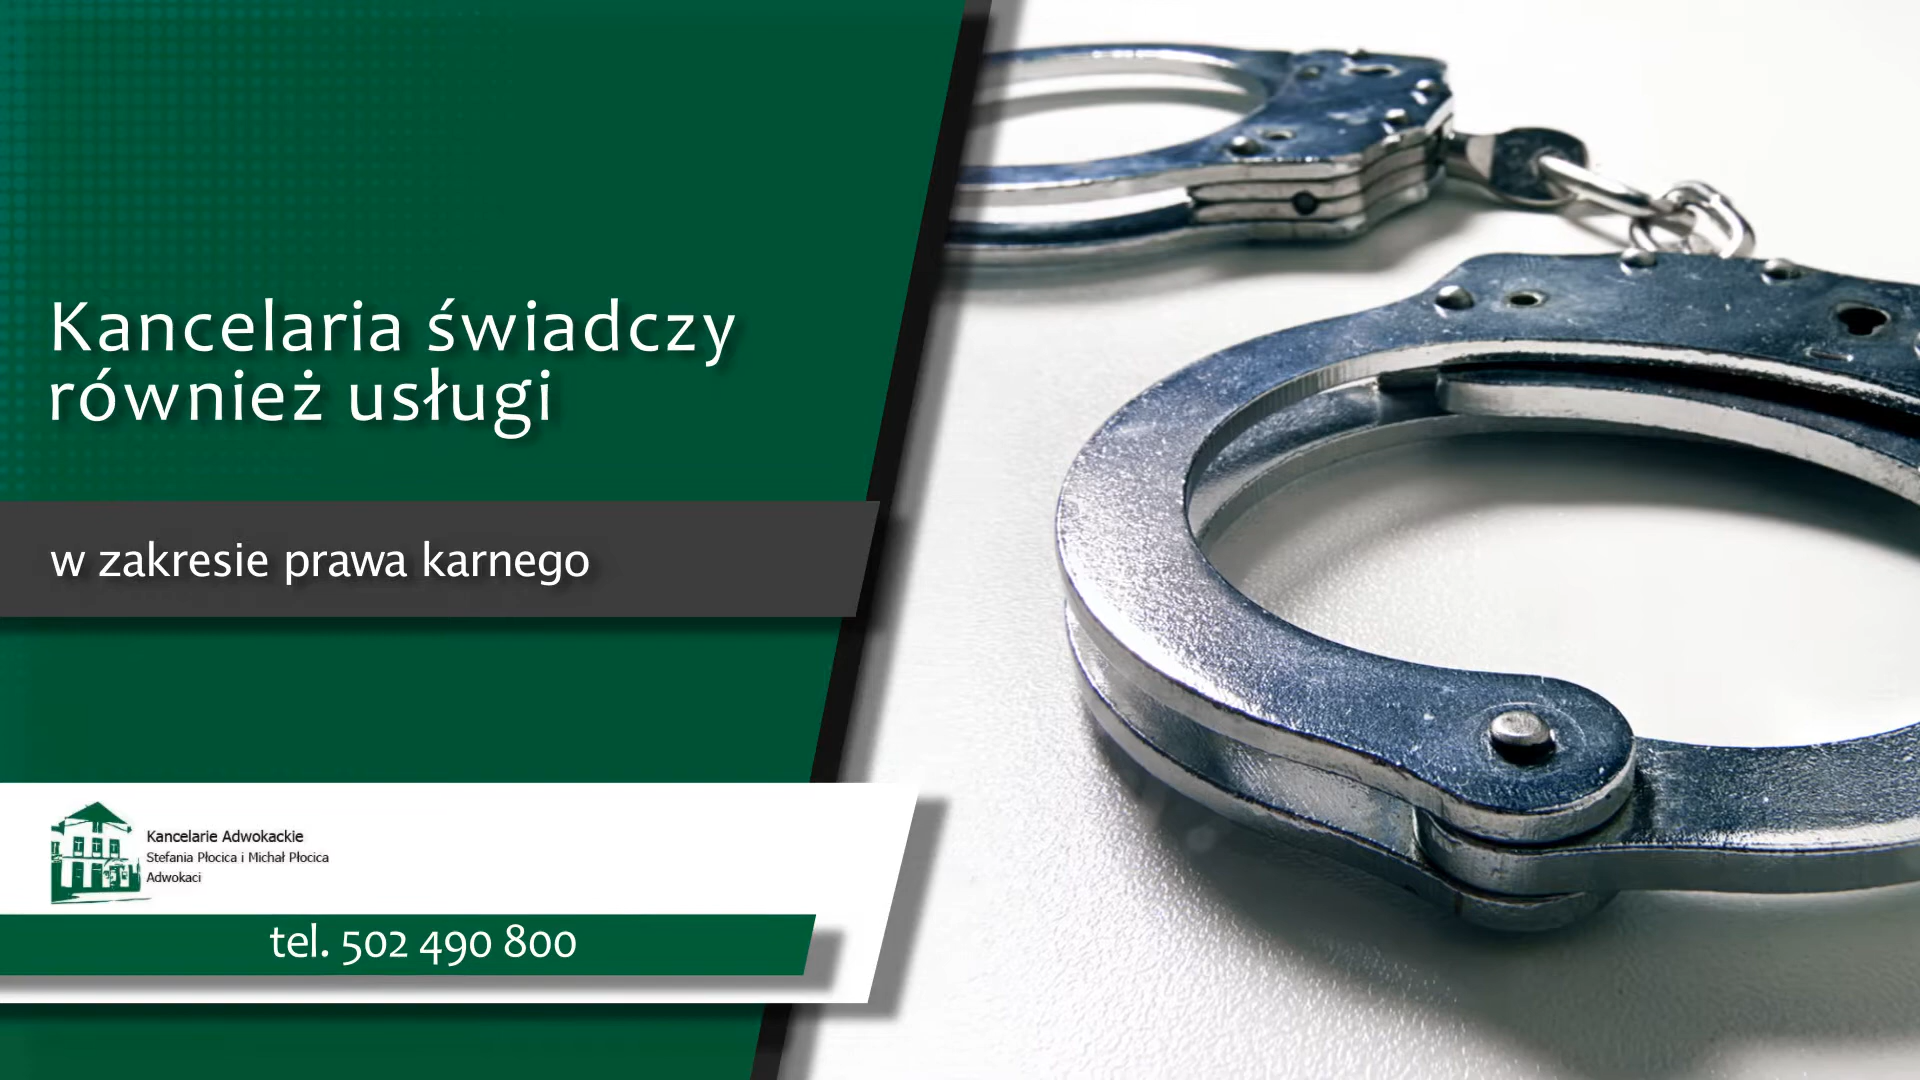 Kancelaria świadczy
również usługi
w zakresie prawa karnego
Kancelarie Adwokackie
Stefania Płocica i Michał Płocica
Adwokaci
tel. 502 490 800